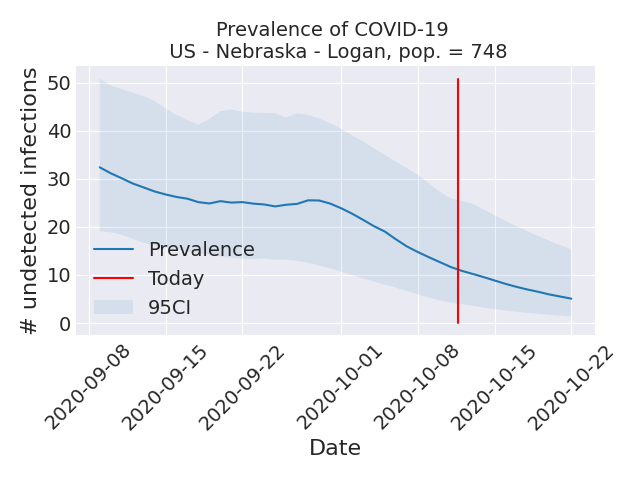 Prevalence of COVID-19
US - Nebraska - Logan, pop. = 748
# undetected infections
50
40
30
20
10
0
Prevalence
Today
95CI
2020-09-08
2020-09-15
2020-09-22
2020-10-01
2020-10-08
2020-10-15
2020-10-22
Date